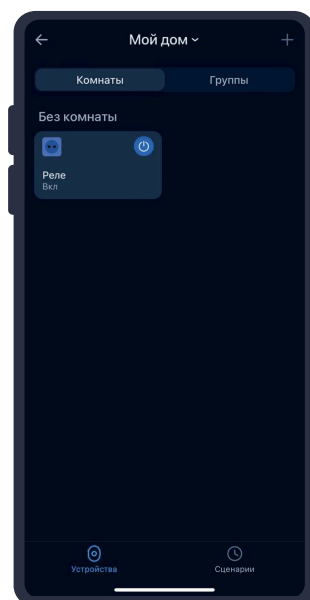 Мой дом
Комнаты Группы
Без комнаты
Реле
Вкл
Устройства Сценарии